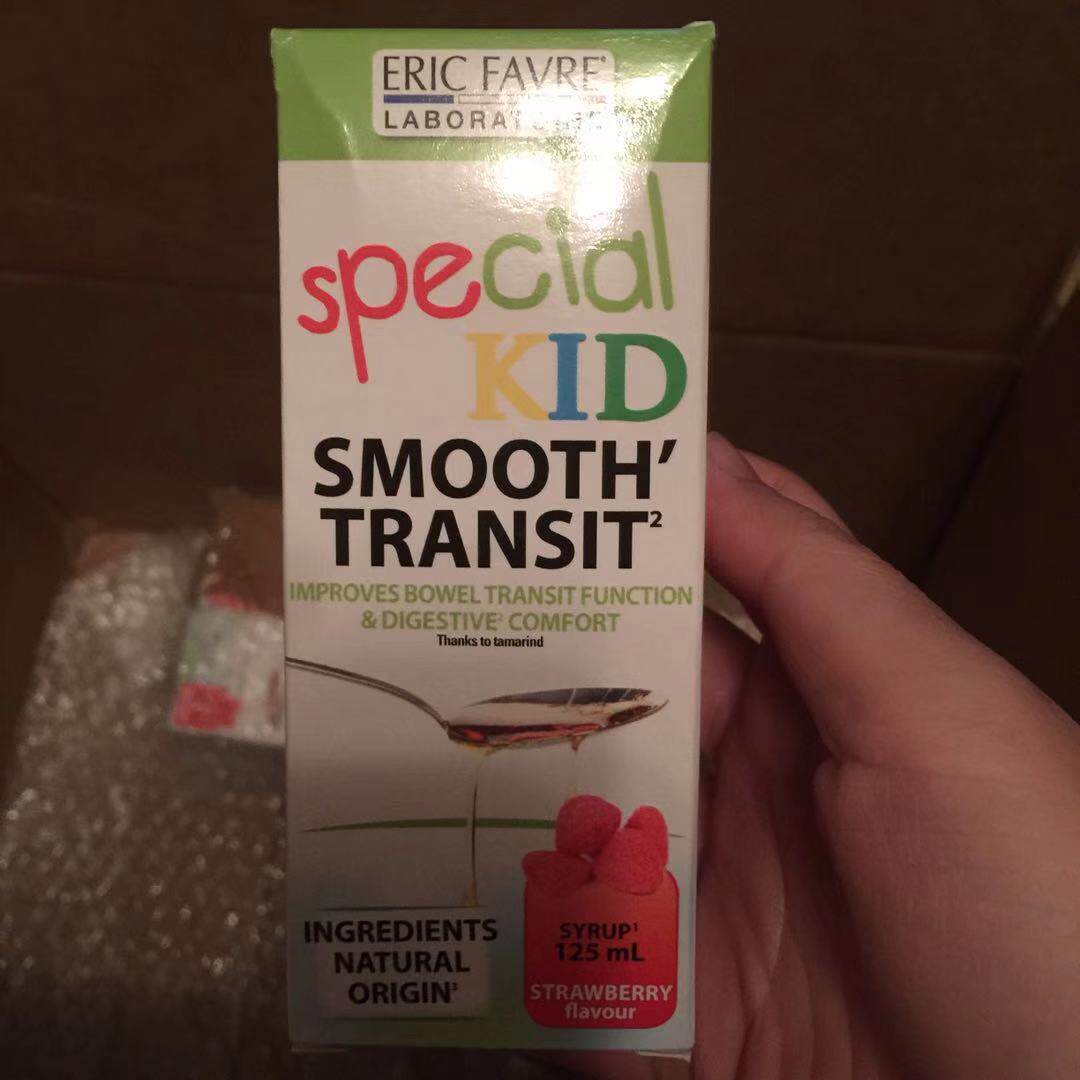 ERIC FAVRE
special
KID
SMOOTH'
TRANSIT²
IMPROVES BOWEL TRANSIT FUNCTION
& DIGESTIVE² COMFORT
Thanks to tamarind
INGREDIENTS
NATURAL
ORIGIN³
SYRUP¹
125 mL
STRAWBERRY
flavour